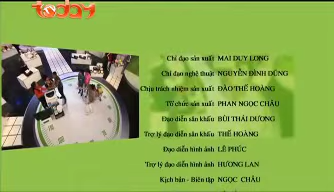 Today
Chỉ đạo sản xuất MAI DUY LONG
Chỉ đạo nghệ thuật NGUYỄN ĐÌNH DŨNG
Chịu trách nhiệm sản xuất ĐÀO THẾ HOÀNG
Tổ chức sản xuất PHAN NGỌC CHÂU
Đạo diễn sân khấu BÙI THÁI DƯƠNG
Trợ lý đạo diễn sân khấu THẾ HOÀNG
Đạo diễn hình ảnh LÊ PHÚC
Trợ lý đạo diễn hình ảnh HƯƠNG LAN
Kịch bản - Biên tập NGỌC CHÂU